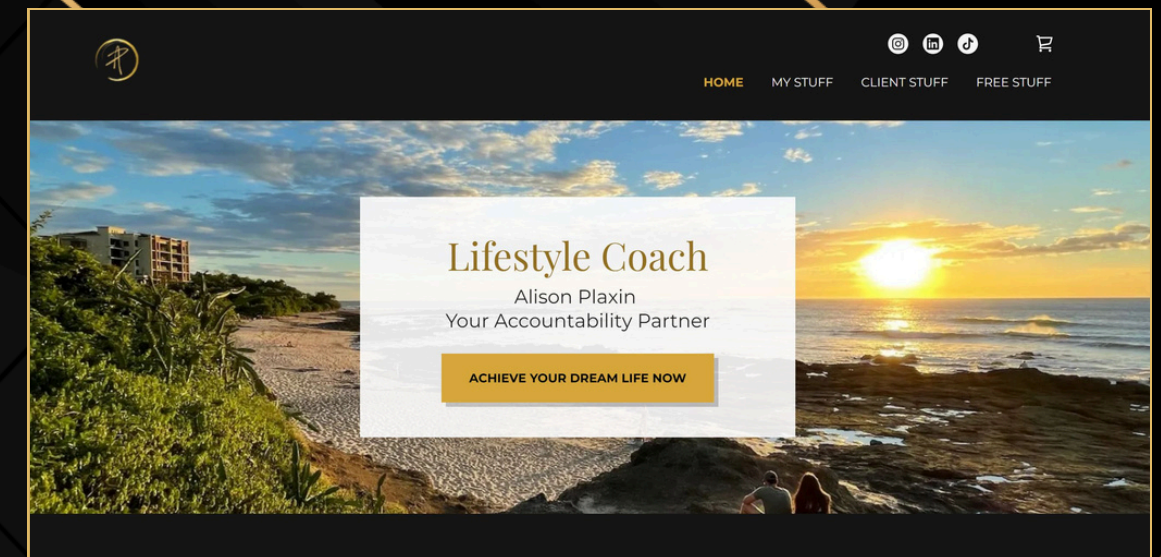 HOME MY STUFF CLIENT STUFF FREE STUFF
Lifestyle Coach
Alison Plaxin
Your Accountability Partner
ACHIEVE YOUR DREAM LIFE NOW